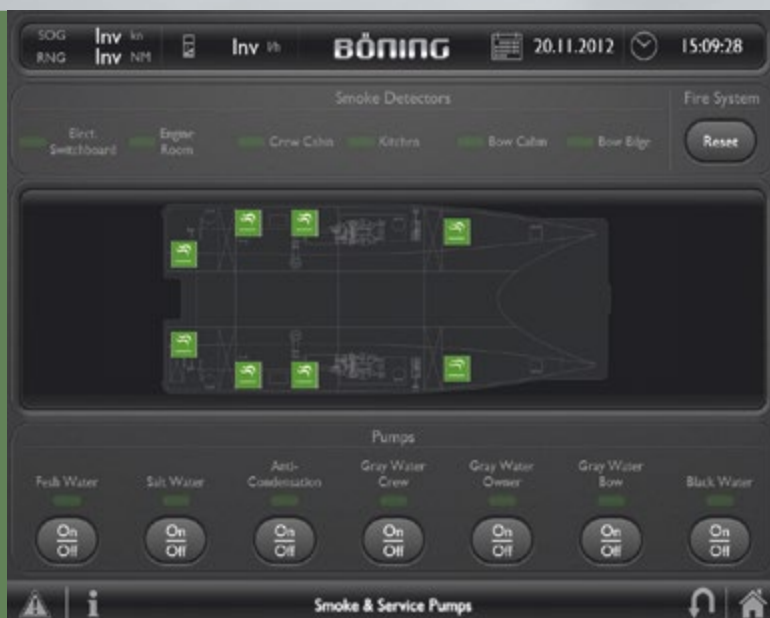 SOG Inv kn
RNG Inv NM
Inv l/h
BÖNING
20.11.2012
15:09:28
Smoke Detectors
Fire System
Elect.
Switchboard
Engine
Room
Crew Cabin
Kitchen
Bow Cabin
Bow Bilge
Reset
Pumps
Fesh Water
Salt Water
Anti-
Condensation
Gray Water
Crew
Gray Water
Owner
Gray Water
Bow
Black Water
On
Off
On
Off
On
Off
On
Off
On
Off
On
Off
On
Off
Smoke & Service Pumps